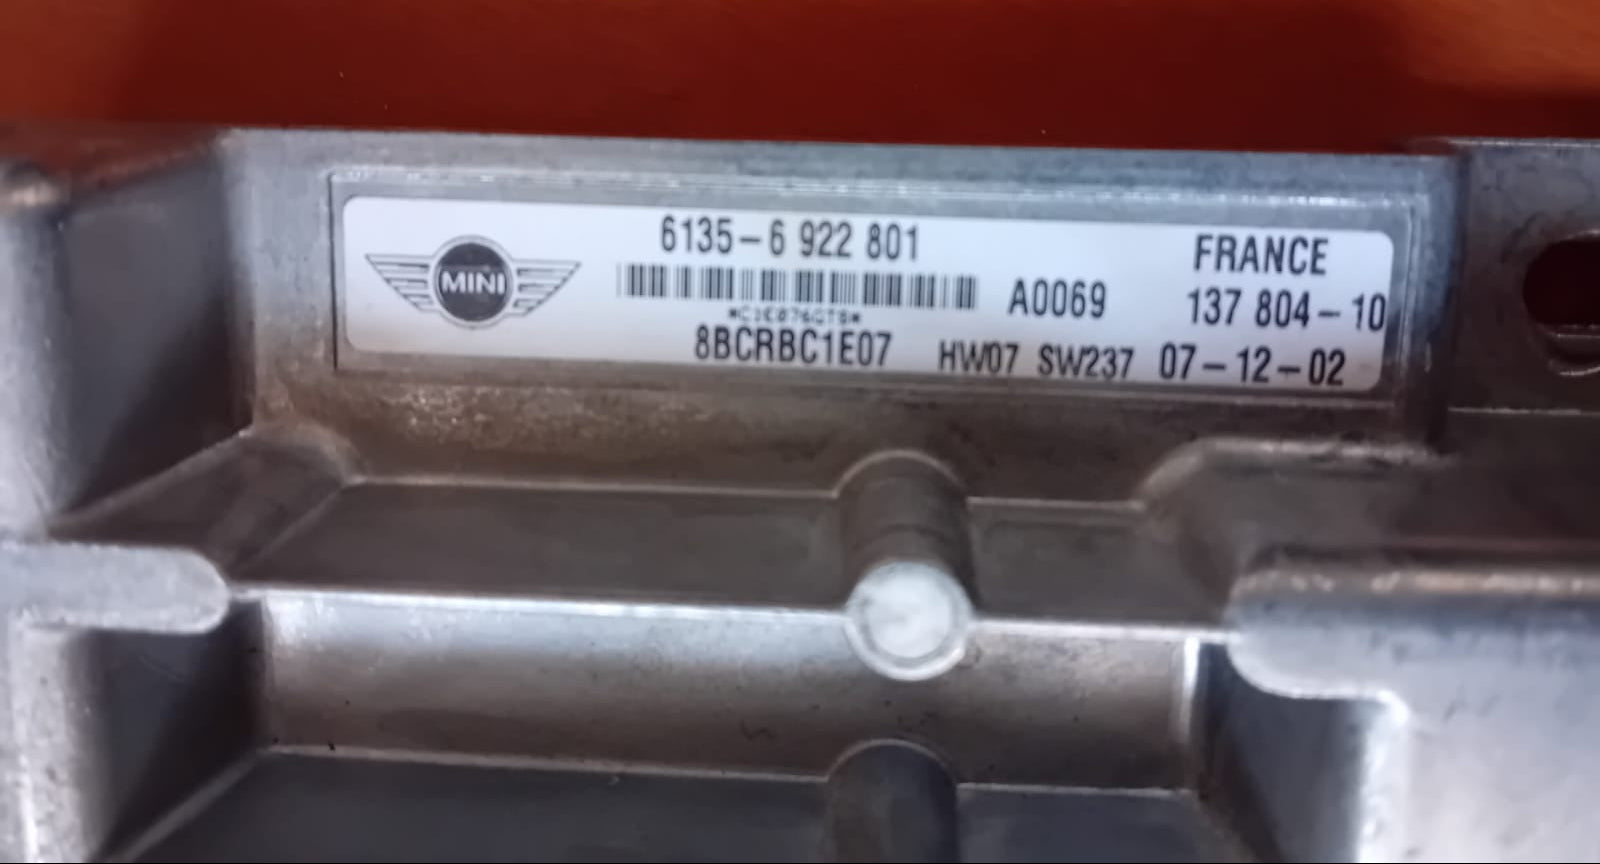 6135-6 922 801
FRANCE
MINI
A0069
137 804-10
8BCRBC1E07 HW07 SW237 07-12-02